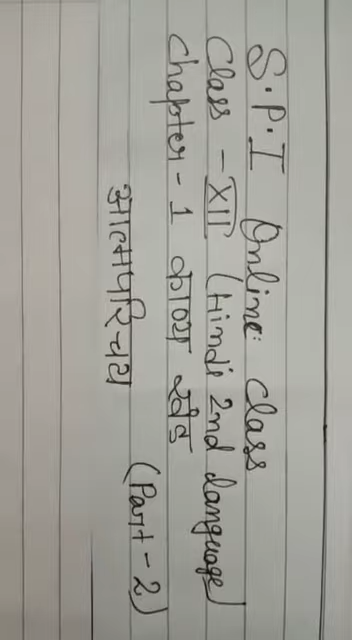 S.P.I Online class
Class - XII (Hindi 2nd language)
Chapter - 1 काव्य खंड
आत्मपरिचय (Part - 2)